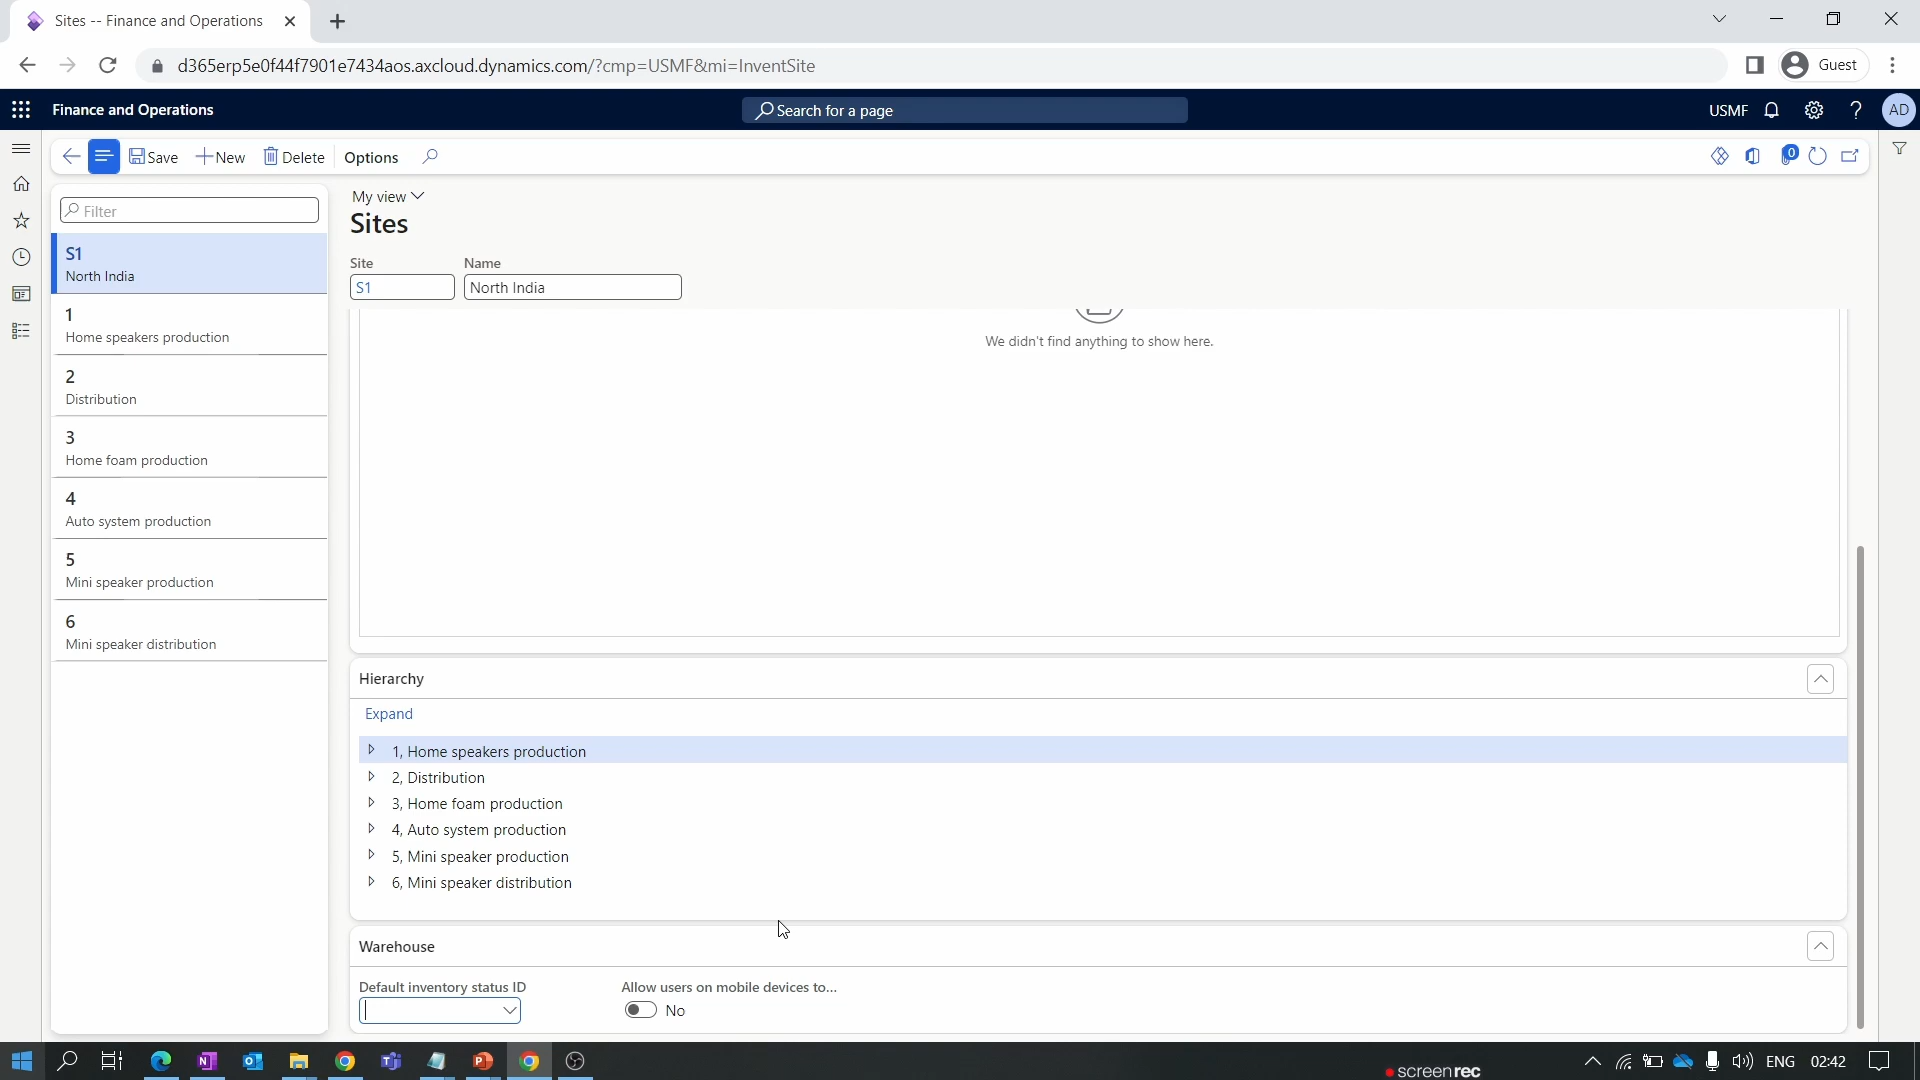 Sites -- Finance and Operations
d365erp5e0f44f7901e7434aos.axcloud.dynamics.com/?cmp=USMF&mi=InventSite
Guest
Finance and Operations
Search for a page
USMF
AD
Save
New
Delete
Options
0
Filter
S1
North India
1
Home speakers production
2
Distribution
3
Home foam production
4
Auto system production
5
Mini speaker production
6
Mini speaker distribution
My view
Sites
Site
Name
S1
North India
We didn't find anything to show here.
Hierarchy
Expand
1, Home speakers production
2, Distribution
3, Home foam production
4, Auto system production
5, Mini speaker production
6, Mini speaker distribution
Warehouse
Default inventory status ID
Allow users on mobile devices to...
No
screenrec
ENG
02:42